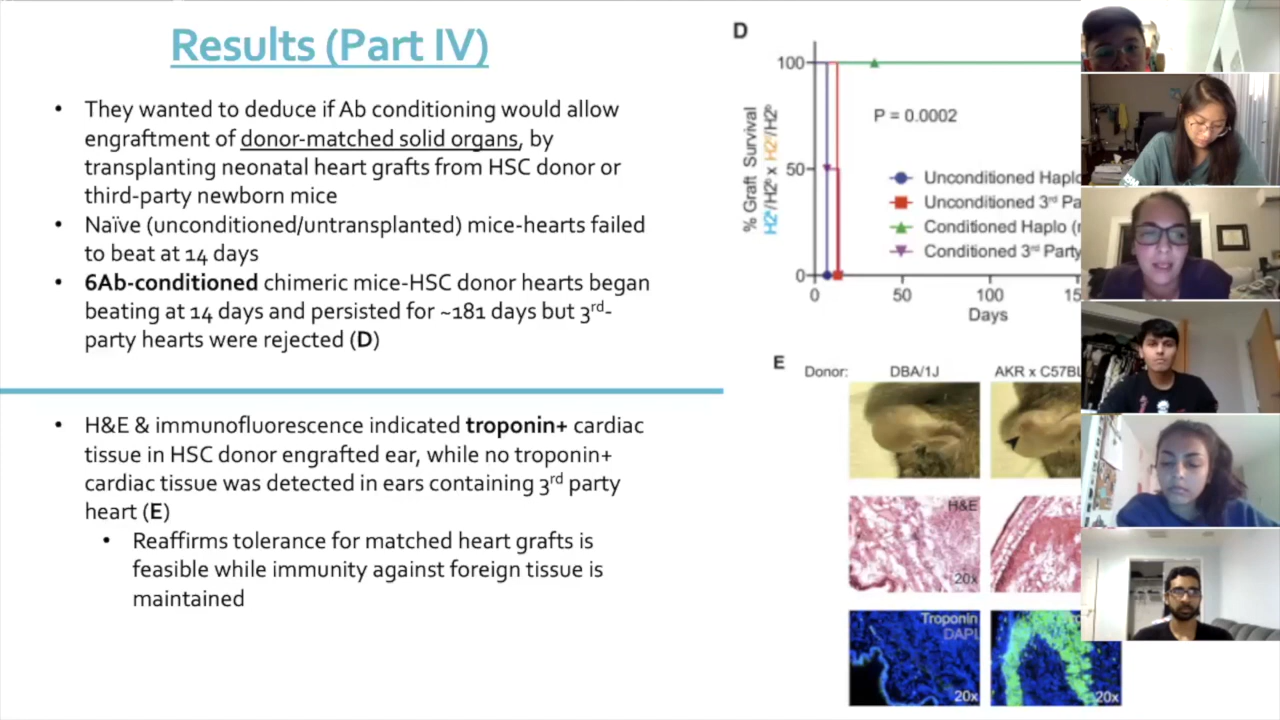 Results (Part IV)
• They wanted to deduce if Ab conditioning would allow
engraftment of donor-matched solid organs, by
transplanting neonatal heart grafts from HSC donor or
third-party newborn mice
• Naïve (unconditioned/untransplanted) mice-hearts failed
to beat at 14 days
• 6Ab-conditioned chimeric mice-HSC donor hearts began
beating at 14 days and persisted for ~181 days but 3rd-
party hearts were rejected (D)
• H&E & immunofluorescence indicated troponin+ cardiac
tissue in HSC donor engrafted ear, while no troponin+
cardiac tissue was detected in ears containing 3rd party
heart (E)
• Reaffirms tolerance for matched heart grafts is
feasible while immunity against foreign tissue is
maintained
D
% Graft Survival
100
50
0
P = 0.0002
Unconditioned Haplo
Unconditioned 3rd Pa
Conditioned Haplo (
Conditioned 3rd Party
0 50 100 15
Days
E
Donor: DBA/1J AKR x C57BL
H&E
20x
Troponin
DAPI
20x
20x